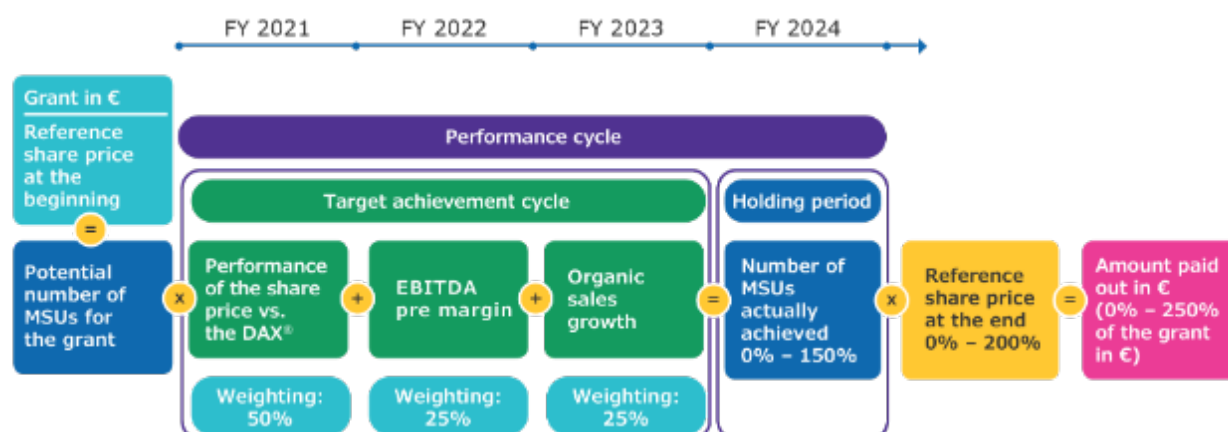 FY 2021
FY 2022
FY 2023
FY 2024
Grant in €
Reference
share price
at the
beginning
=
Potential
number of
MSUs for
the grant
Performance cycle
Target achievement cycle
Holding period
x
Performance
of the share
price vs.
the DAX®
+
EBITDA
pre margin
+
Organic
sales
growth
=
Number of
MSUs
actually
achieved
0% – 150%
x
Reference
share price
at the end
0% – 200%
=
Amount paid
out in €
(0% – 250%
of the grant
in €)
Weighting:
50%
Weighting:
25%
Weighting:
25%